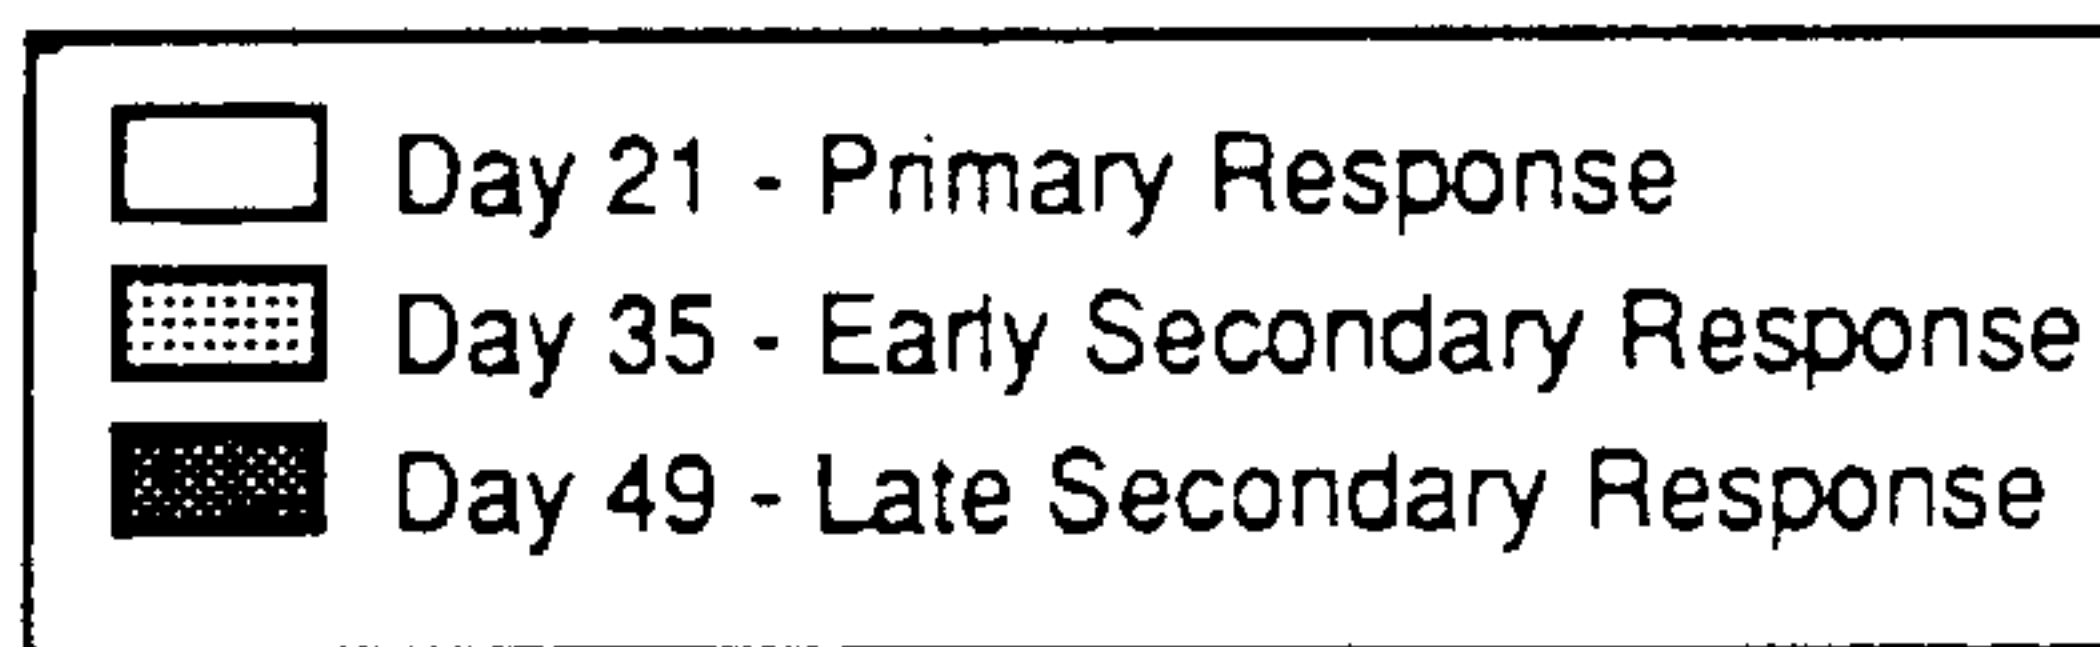 Day 21 - Primary Response
Day 35 - Early Secondary Response
Day 49 - Late Secondary Response